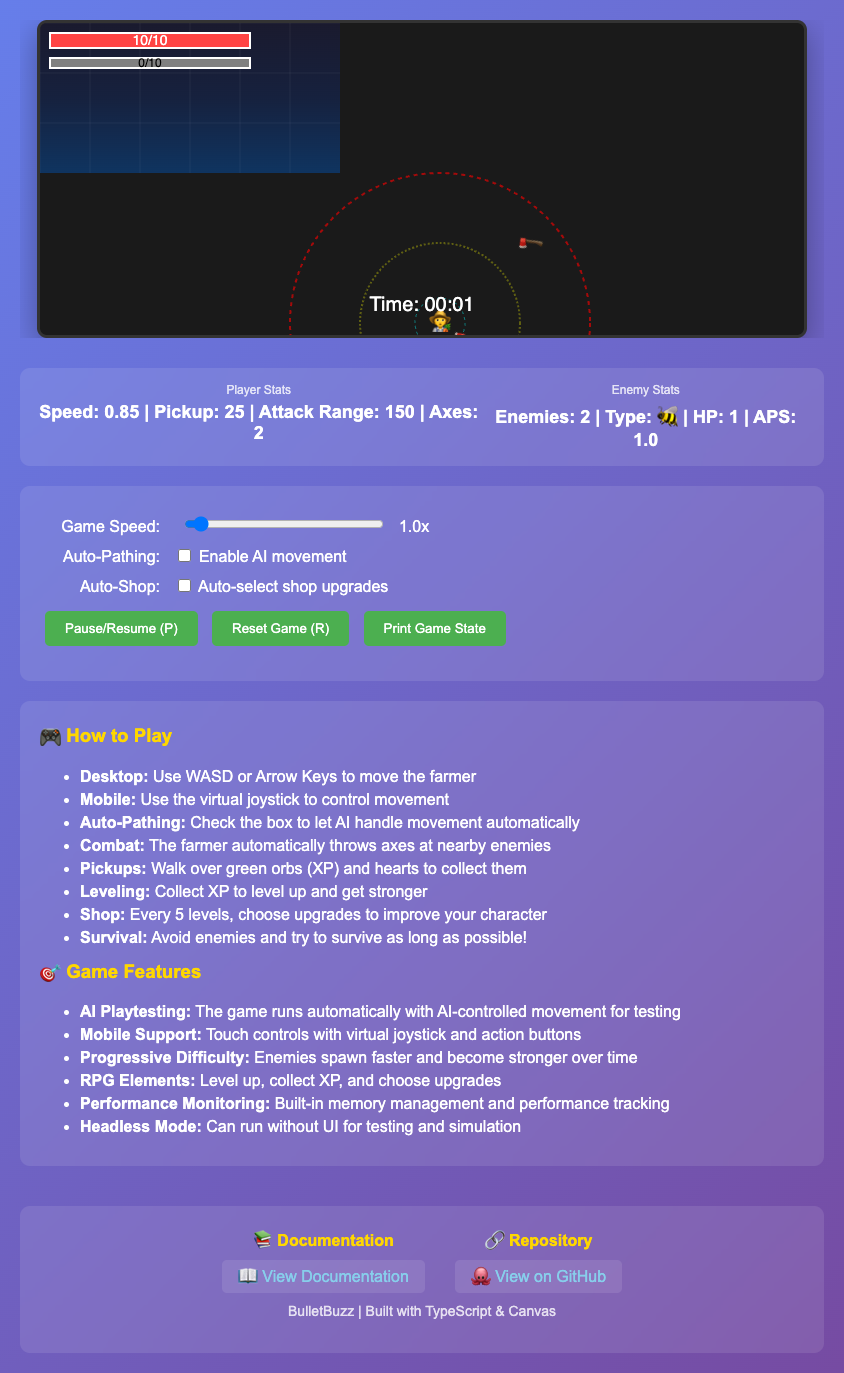 10/10
0/10
Time: 00:01
Player Stats
Speed: 0.85 | Pickup: 25 | Attack Range: 150 | Axes:
2
Enemy Stats
Enemies: 2 | Type: 🐝 | HP: 1 | APS:
1.0
Game Speed: 1.0x
Auto-Pathing: Enable AI movement
Auto-Shop: Auto-select shop upgrades
Pause/Resume (P) Reset Game (R) Print Game State
🎮 How to Play
• Desktop: Use WASD or Arrow Keys to move the farmer
• Mobile: Use the virtual joystick to control movement
• Auto-Pathing: Check the box to let AI handle movement automatically
• Combat: The farmer automatically throws axes at nearby enemies
• Pickups: Walk over green orbs (XP) and hearts to collect them
• Leveling: Collect XP to level up and get stronger
• Shop: Every 5 levels, choose upgrades to improve your character
• Survival: Avoid enemies and try to survive as long as possible!
🎯 Game Features
• AI Playtesting: The game runs automatically with AI-controlled movement for testing
• Mobile Support: Touch controls with virtual joystick and action buttons
• Progressive Difficulty: Enemies spawn faster and become stronger over time
• RPG Elements: Level up, collect XP, and choose upgrades
• Performance Monitoring: Built-in memory management and performance tracking
• Headless Mode: Can run without UI for testing and simulation
📚 Documentation
📖 View Documentation
🔗 Repository
🐙 View on GitHub
BulletBuzz | Built with TypeScript & Canvas